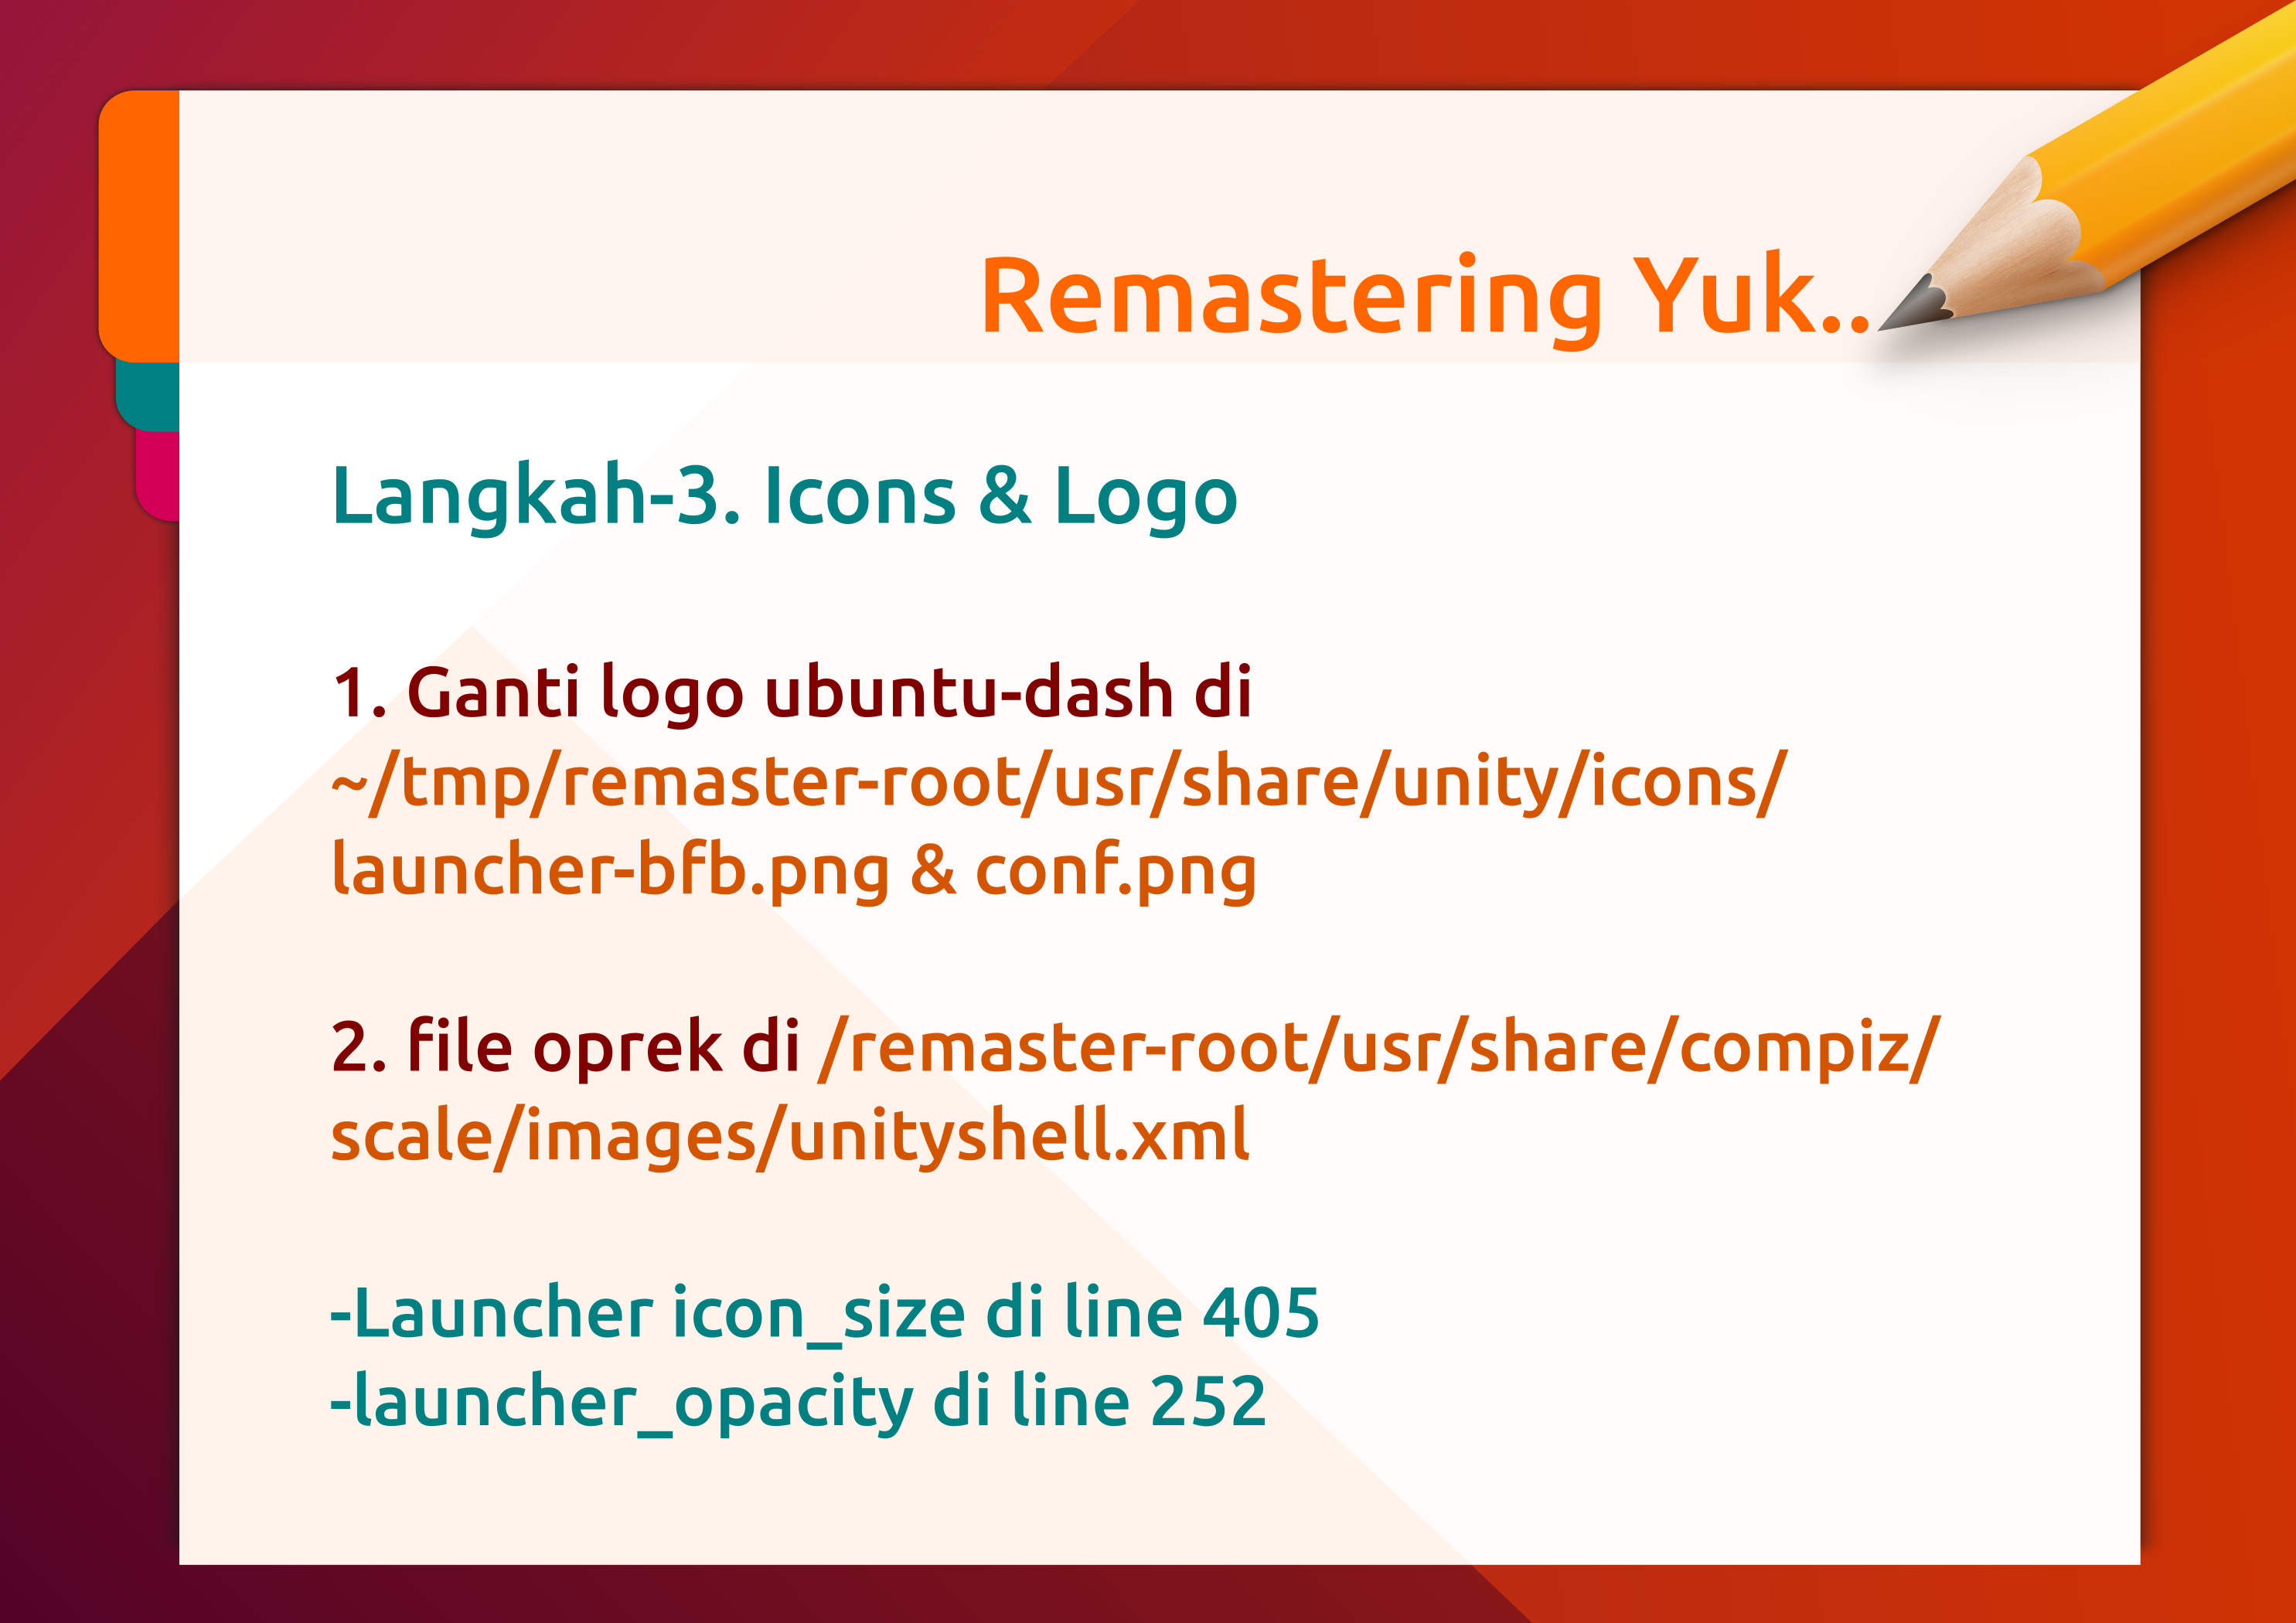 Remastering Yuk..
Langkah-3. Icons & Logo
1. Ganti logo ubuntu-dash di
~/tmp/remaster-root/usr/share/unity/icons/
launcher-bfb.png & conf.png
2. file oprek di /remaster-root/usr/share/compiz/
scale/images/unityshell.xml
-Launcher icon_size di line 405
-launcher_opacity di line 252